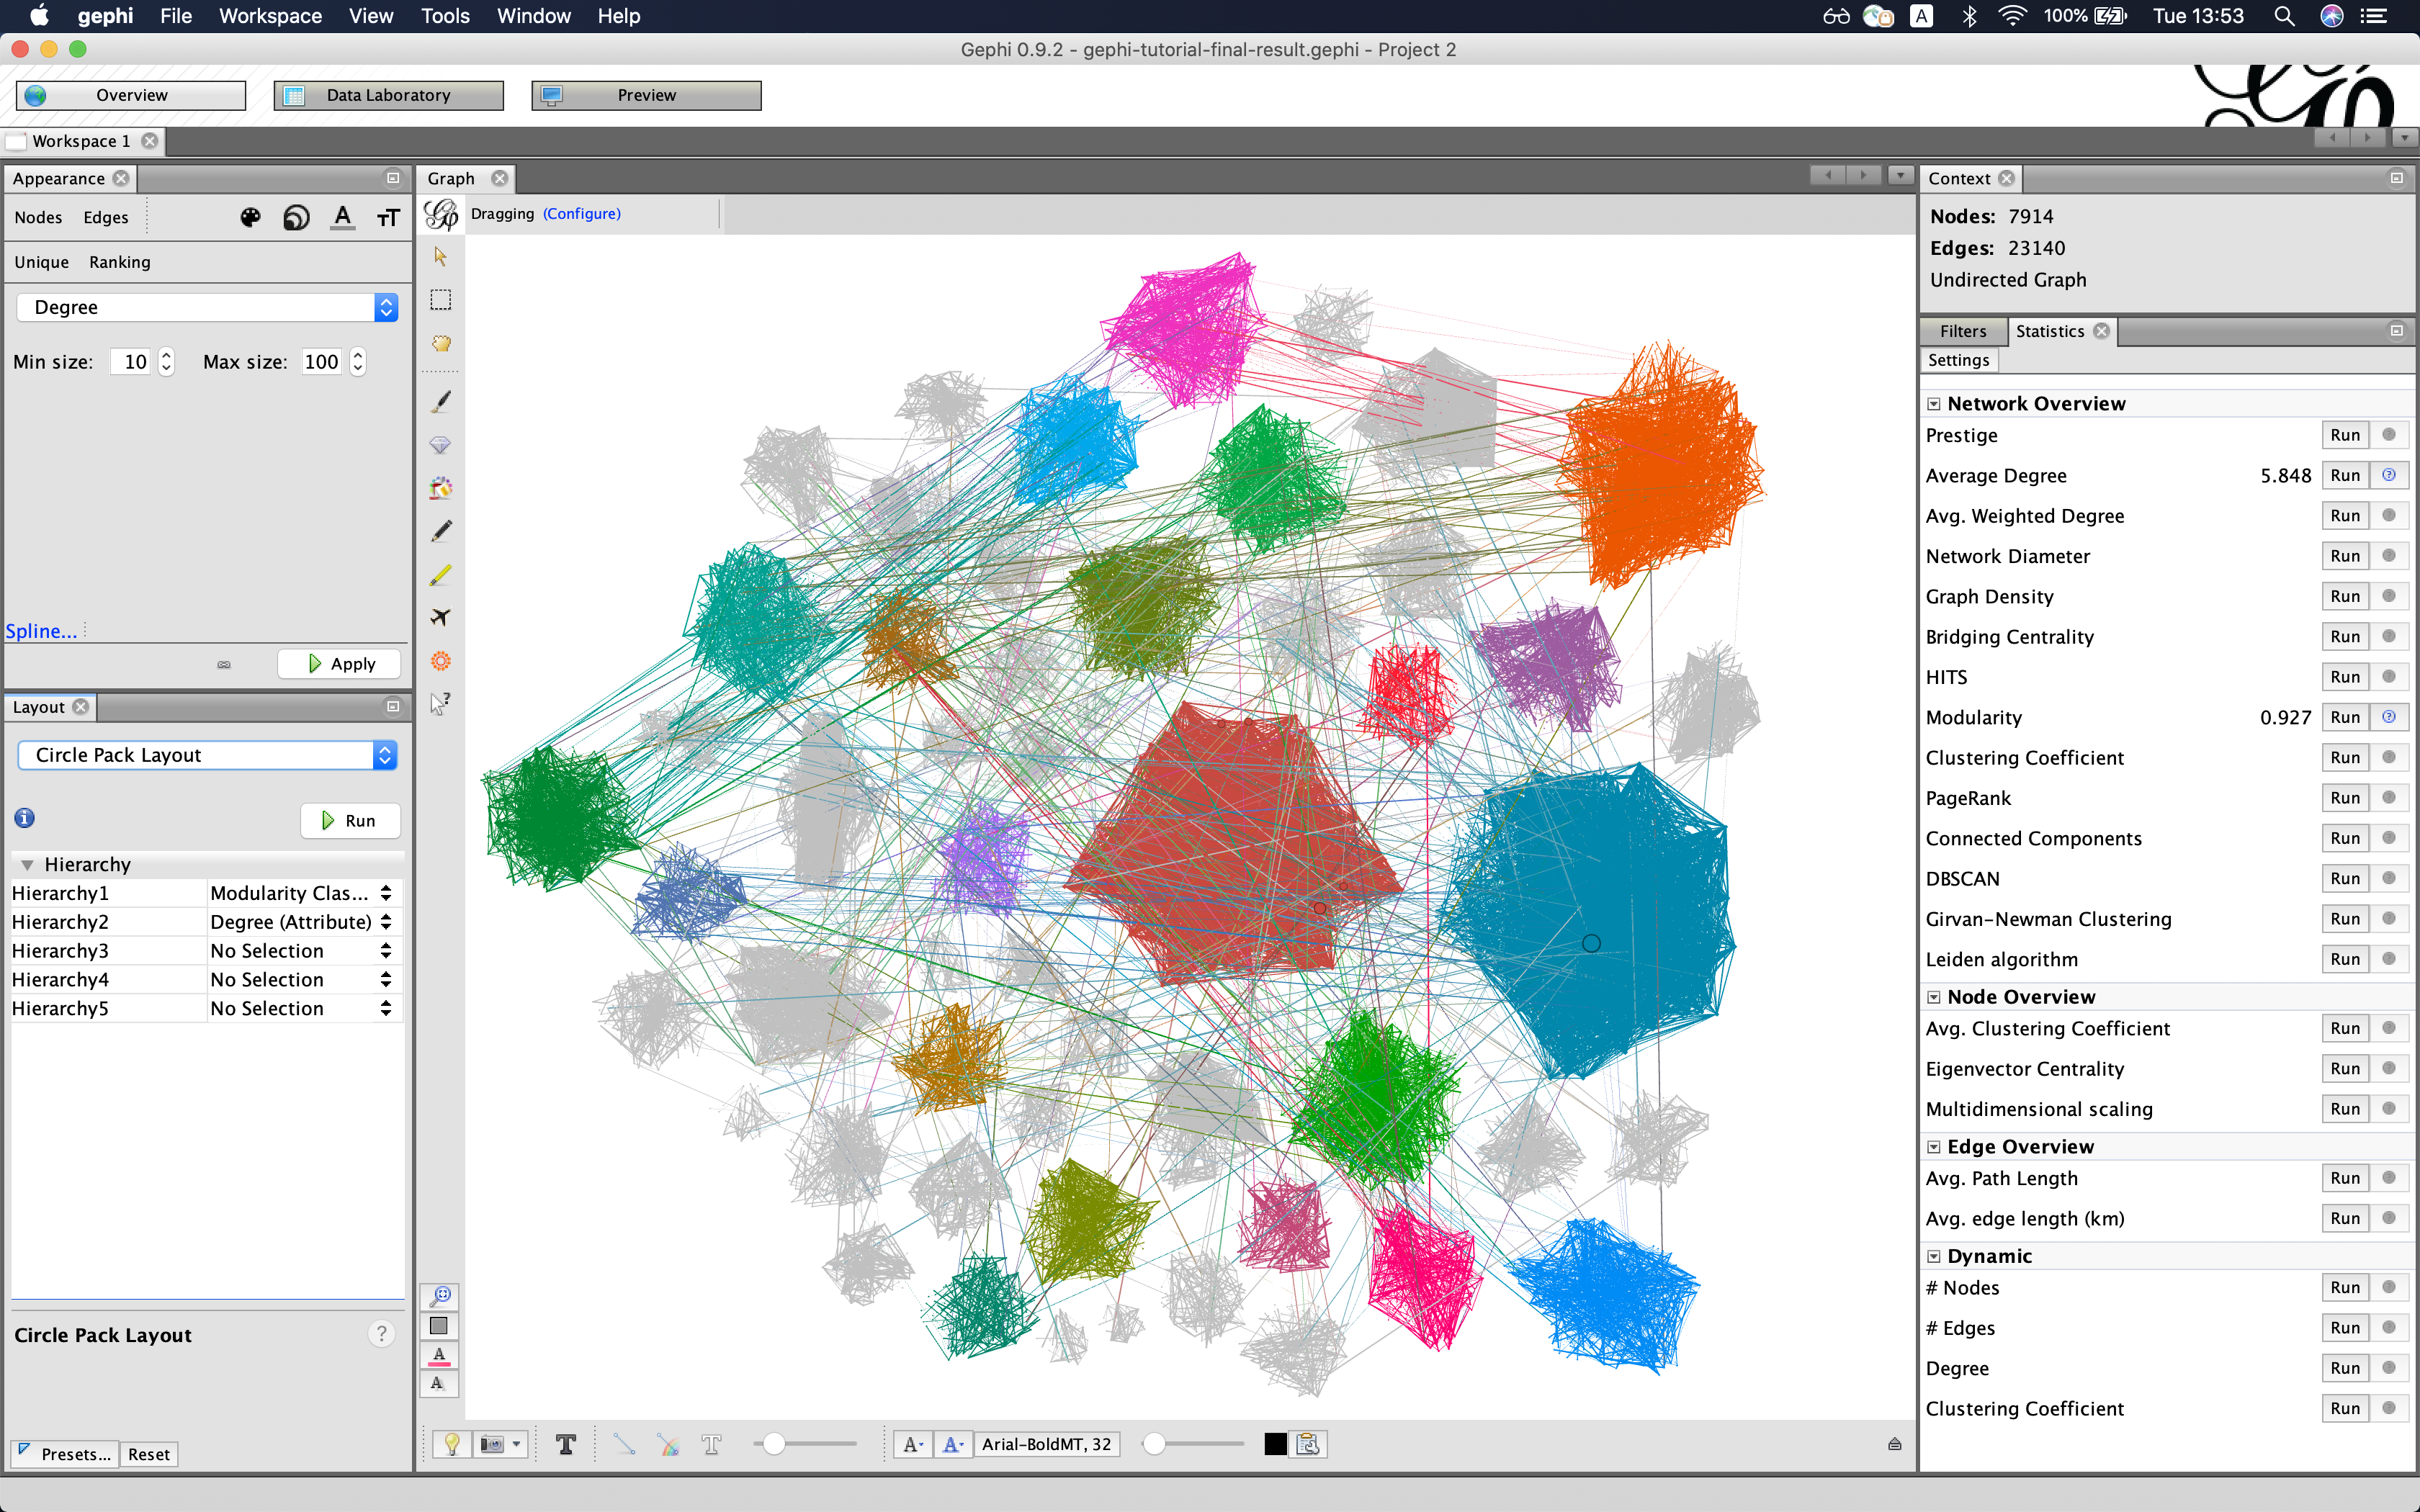 gephi File Workspace View Tools Window Help A 100% Tue 13:53
Gephi 0.9.2 - gephi-tutorial-final-result.gephi - Project 2
Overview Data Laboratory Preview
Workspace 1
Appearance
Nodes Edges A TT
Unique Ranking
Degree
Min size: 10 Max size: 100
Spline...
Apply
Layout
Circle Pack Layout
Run
Hierarchy
Hierarchy1 Modularity Clas...
Hierarchy2 Degree (Attribute)
Hierarchy3 No Selection
Hierarchy4 No Selection
Hierarchy5 No Selection
Circle Pack Layout ?
Presets... Reset
Graph
Dragging (Configure)
?
A
A
T T A- A- Arial-BoldMT, 32
Context
Nodes: 7914
Edges: 23140
Undirected Graph
Filters Statistics
Settings
Network Overview
Prestige Run
Average Degree 5.848 Run ?
Avg. Weighted Degree Run
Network Diameter Run
Graph Density Run
Bridging Centrality Run
HITS Run
Modularity 0.927 Run ?
Clustering Coefficient Run
PageRank Run
Connected Components Run
DBSCAN Run
Girvan-Newman Clustering Run
Leiden algorithm Run
Node Overview
Avg. Clustering Coefficient Run
Eigenvector Centrality Run
Multidimensional scaling Run
Edge Overview
Avg. Path Length Run
Avg. edge length (km) Run
Dynamic
# Nodes Run
# Edges Run
Degree Run
Clustering Coefficient Run